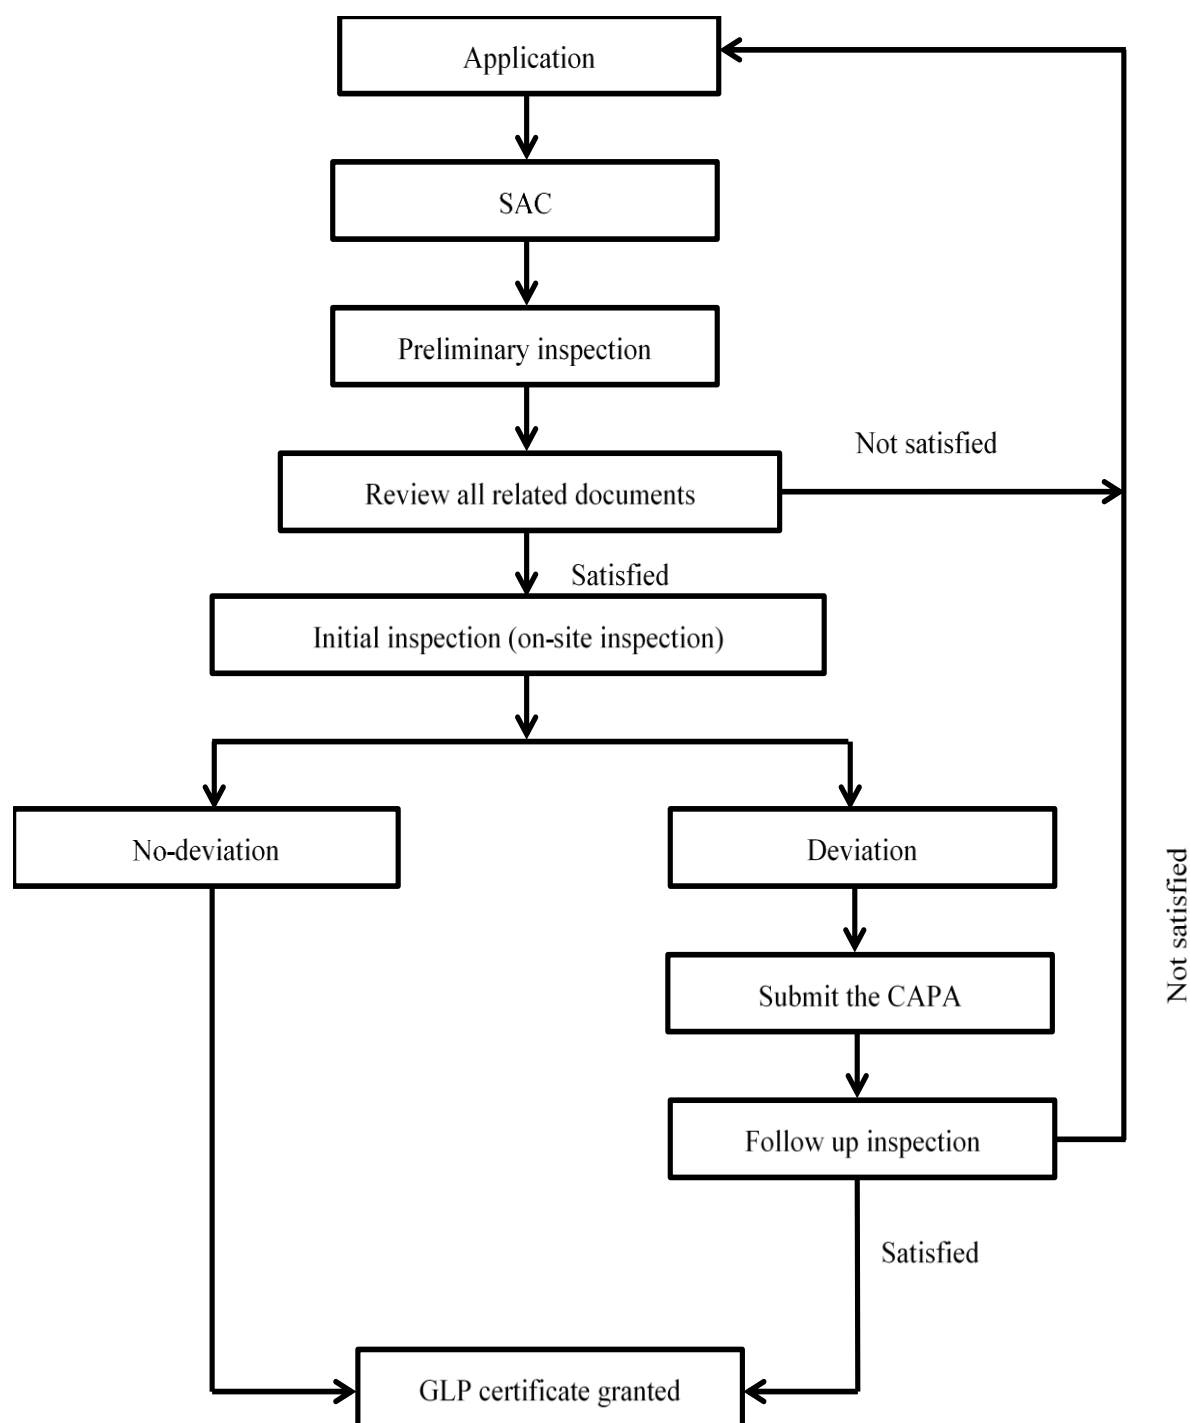 Application
SAC
Preliminary inspection
Not satisfied
Review all related documents
Satisfied
Initial inspection (on-site inspection)
No-deviation
Deviation
Submit the CAPA
Not satisfied
Follow up inspection
Satisfied
GLP certificate granted